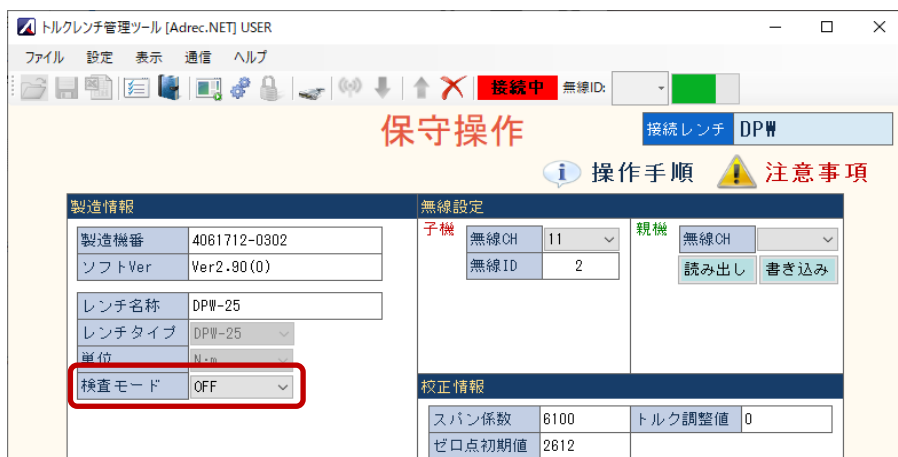 トルクレンチ管理ツール [Adrec.NET] USER
ファイル 設定 表示 通信 ヘルプ
接続中 無線ID:
保守操作
接続レンチ DPW
操作手順 注意事項
製造情報
製造機番 4061712-0302
ソフトVer Ver2.90(0)
レンチ名称 DPW-25
レンチタイプ DPW-25
単位 N・m
検査モード OFF
無線設定
子機 無線CH 11
無線ID 2
親機 無線CH
読み出し 書き込み
校正情報
スパン係数 6100 トルク調整値 0
ゼロ点初期値 2612